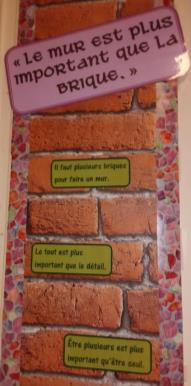 « Le mur est plus
important que la
brique. »
Il faut plusieurs briques
pour faire un mur.
Le tout est plus
important que le détail.
Être plusieurs est plus
important qu'être seul.